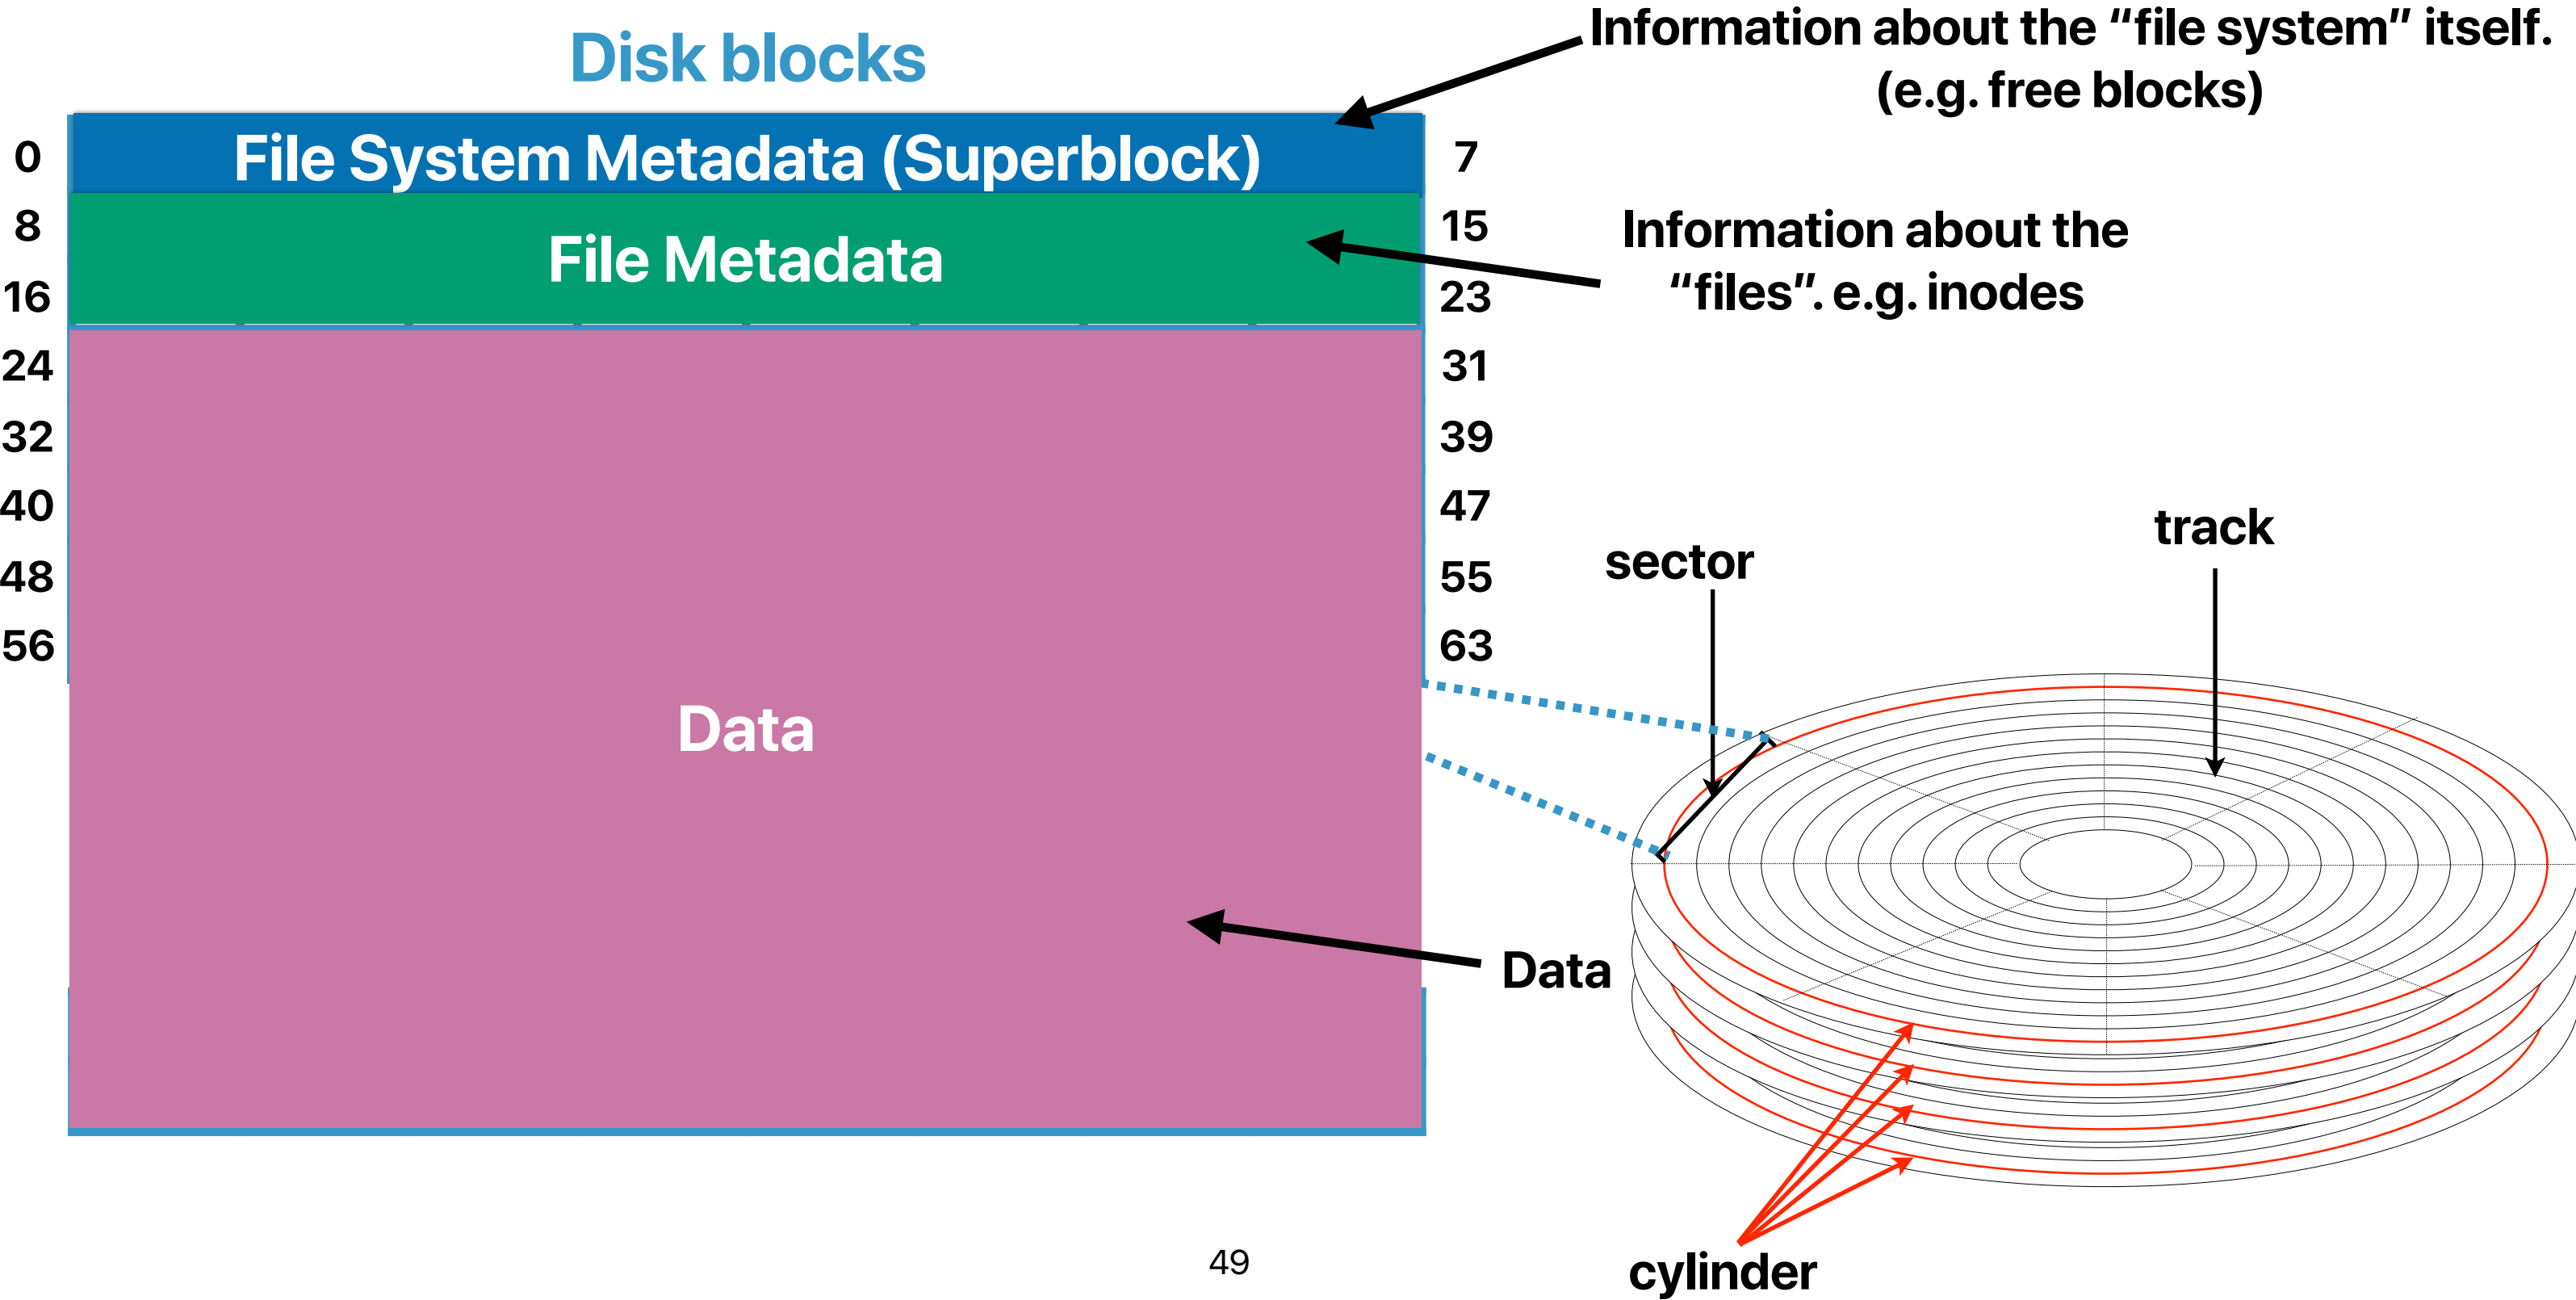 Disk blocks
Information about the “file system” itself.
(e.g. free blocks)
0 File System Metadata (Superblock) 7
8 15
File Metadata
16 23
Information about the
“files”. e.g. inodes
24 31
32 39
40 47
48 55
56 63
sector
track
Data
Data
cylinder
49